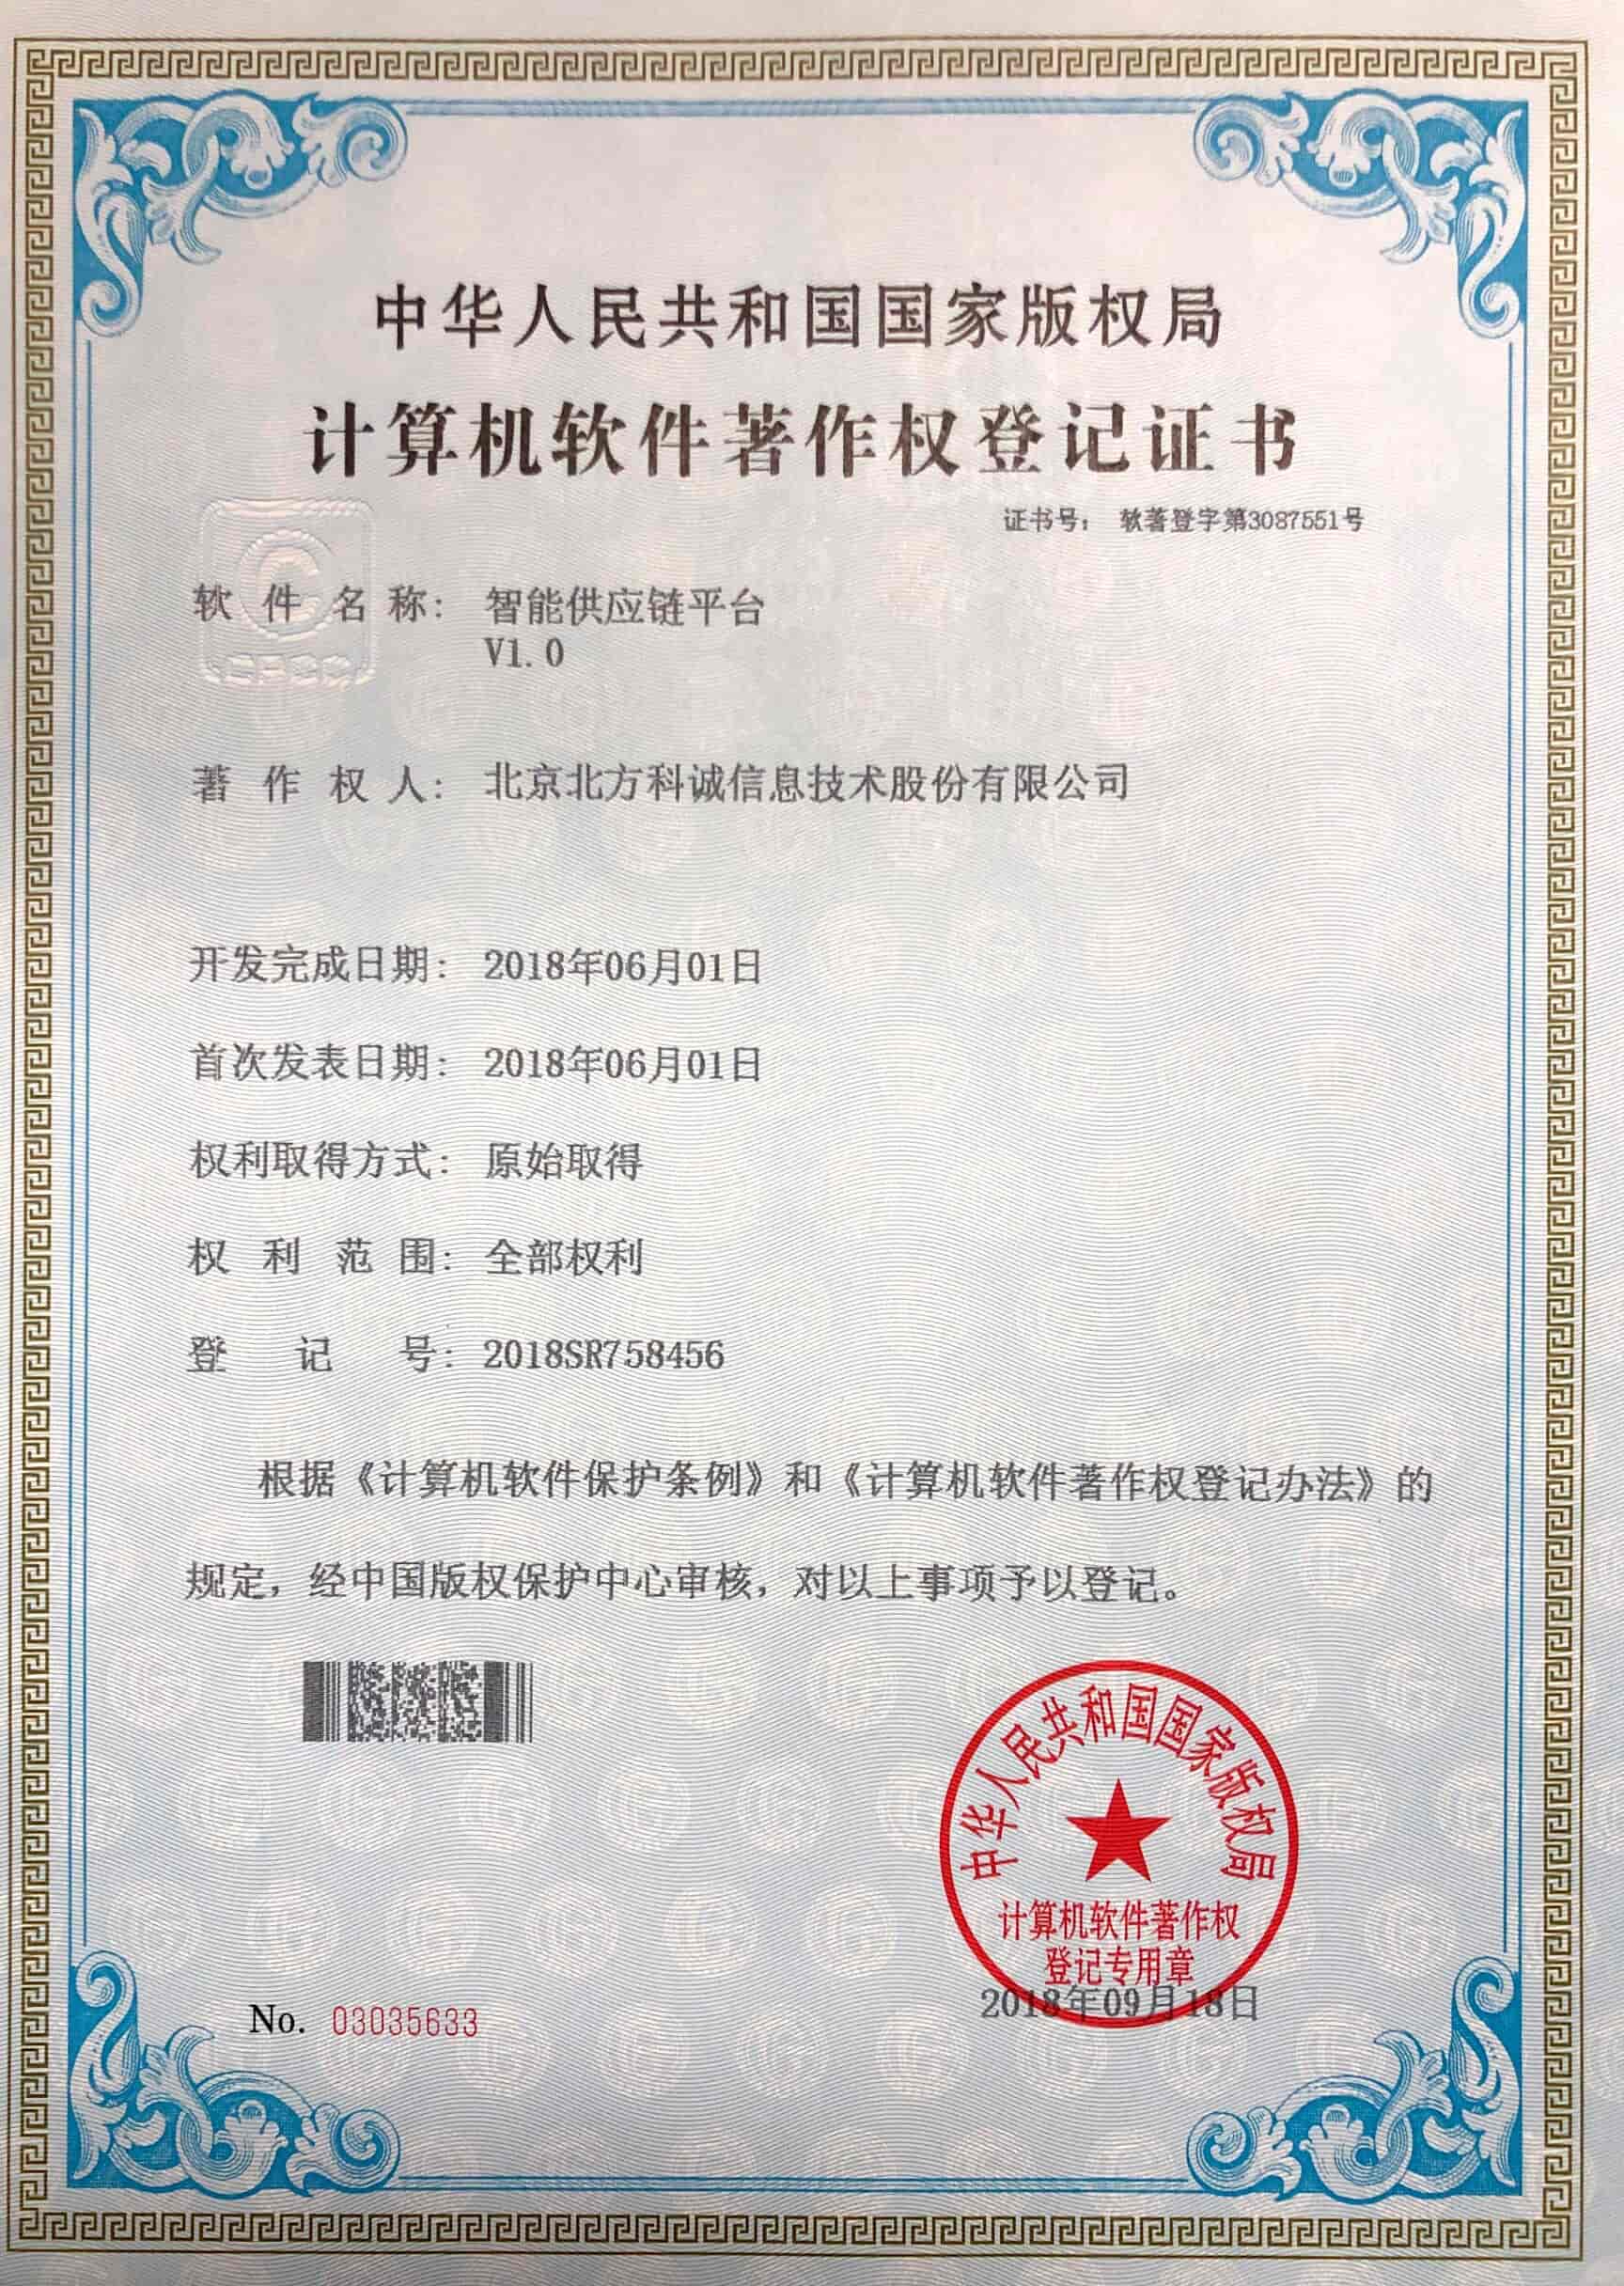 中华人民共和国国家版权局
计算机软件著作权登记证书
证书号： 软著登字第3087551号
软件名称： 智能供应链平台
V1.0
著作权人： 北京北方科诚信息技术股份有限公司
开发完成日期： 2018年06月01日
首次发表日期： 2018年06月01日
权利取得方式： 原始取得
权利范围： 全部权利
登记号： 2018SR758456
根据《计算机软件保护条例》和《计算机软件著作权登记办法》的
规定，经中国版权保护中心审核，对以上事项予以登记。
中华人民共和国国家版权局
计算机软件著作权
登记专用章
2018年09月18日
No. 03035633